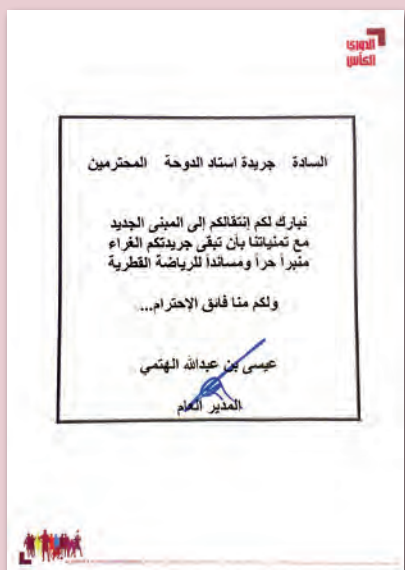 الدوري
الكأس
السادة جريدة استاد الدوحة المحترمين
نبارك لكم إنتقالكم إلى المبنى الجديد
مع تمنياتنا بأن تبقى جريدتكم الغراء
منبراً حراً ومسانداً للرياضة القطرية
ولكم منا فائق الإحترام...
عيسى بن عبدالله الهتمي
المدير العام